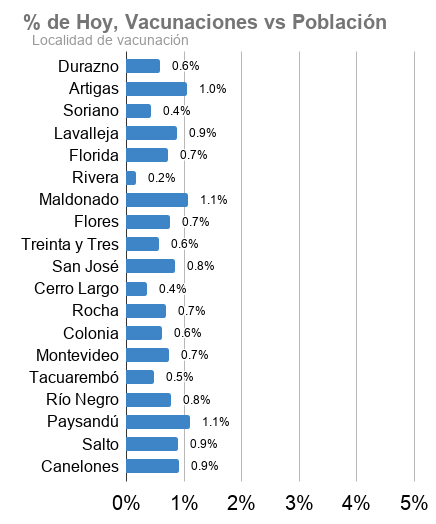 % de Hoy, Vacunaciones vs Población
Localidad de vacunación
Durazno 0.6%
Artigas 1.0%
Soriano 0.4%
Lavalleja 0.9%
Florida 0.7%
Rivera 0.2%
Maldonado 1.1%
Flores 0.7%
Treinta y Tres 0.6%
San José 0.8%
Cerro Largo 0.4%
Rocha 0.7%
Colonia 0.6%
Montevideo 0.7%
Tacuarembó 0.5%
Río Negro 0.8%
Paysandú 1.1%
Salto 0.9%
Canelones 0.9%
0% 1% 2% 3% 4% 5%